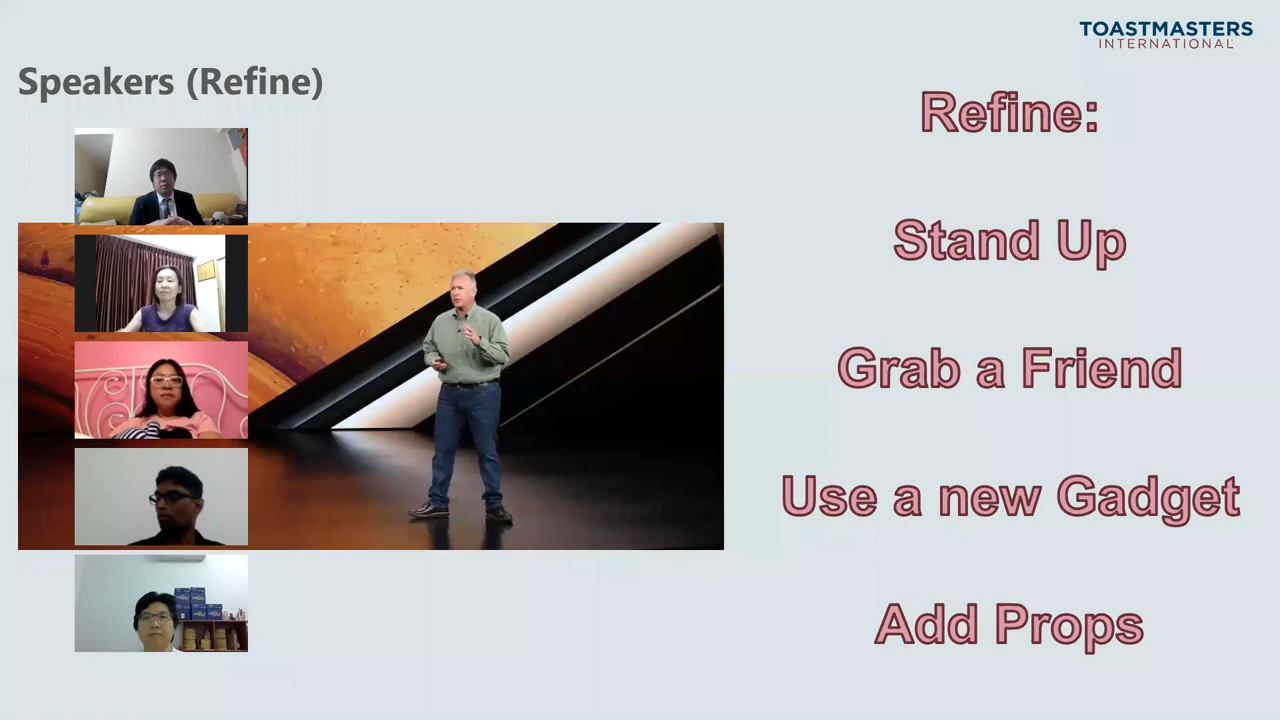 TOASTMASTERS
INTERNATIONAL
Speakers (Refine)
Refine:
Stand Up
Grab a Friend
Use a new Gadget
Add Props